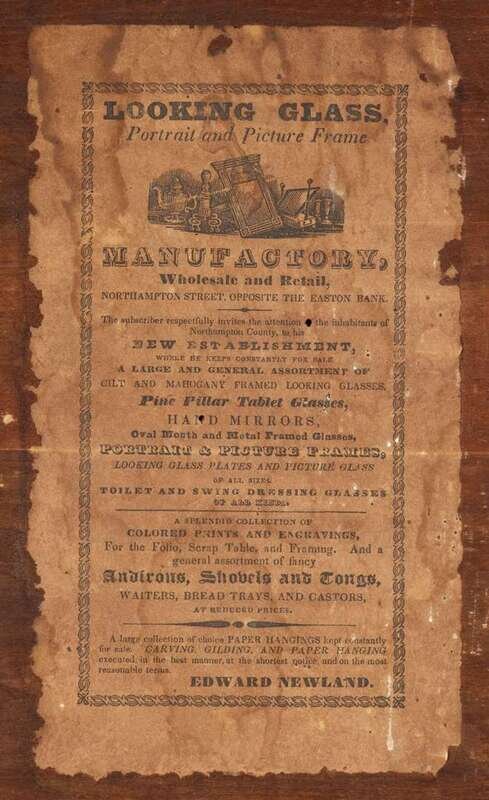 LOOKING GLASS,
Portrait and Picture Frame
MANUFACTORY,
Wholesale and Retail,
NORTHAMPTON STREET, OPPOSITE THE EASTON BANK.
The subscriber respectfully invites the attention the inhabitants of
Northampton County, to his
NEW ESTABLISHMENT,
WHERE HE KEEPS CONSTANTLY FOR SALE
A LARGE AND GENERAL ASSORTMENT OF
GILT AND MAHOGANY FRAMED LOOKING GLASSES,
Pine Pillar Tablet Glasses,
HAND MIRRORS,
Oval Mouth and Metal Framed Glasses,
PORTRAIT & PICTURE FRAMES,
LOOKING GLASS PLATES AND PICTURE GLASS
OF ALL SIZES.
TOILET AND SWING DRESSING GLASSES
OF ALL KINDS.
A SPLENDID COLLECTION OF
COLORED PRINTS AND ENGRAVINGS,
For the Folio, Scrap Table, and Framing. And a
general assortment of fancy
Andirons, Shovels and Tongs,
WAITERS, BREAD TRAYS, AND CASTORS,
AT REDUCED PRICES.
A large collection of choice PAPER HANGINGS kept constantly
for sale. CARVING, GILDING, AND PAPER HANGING
executed in the best manner, at the shortest notice, and on the most
reasonable terms.
EDWARD NEWLAND.